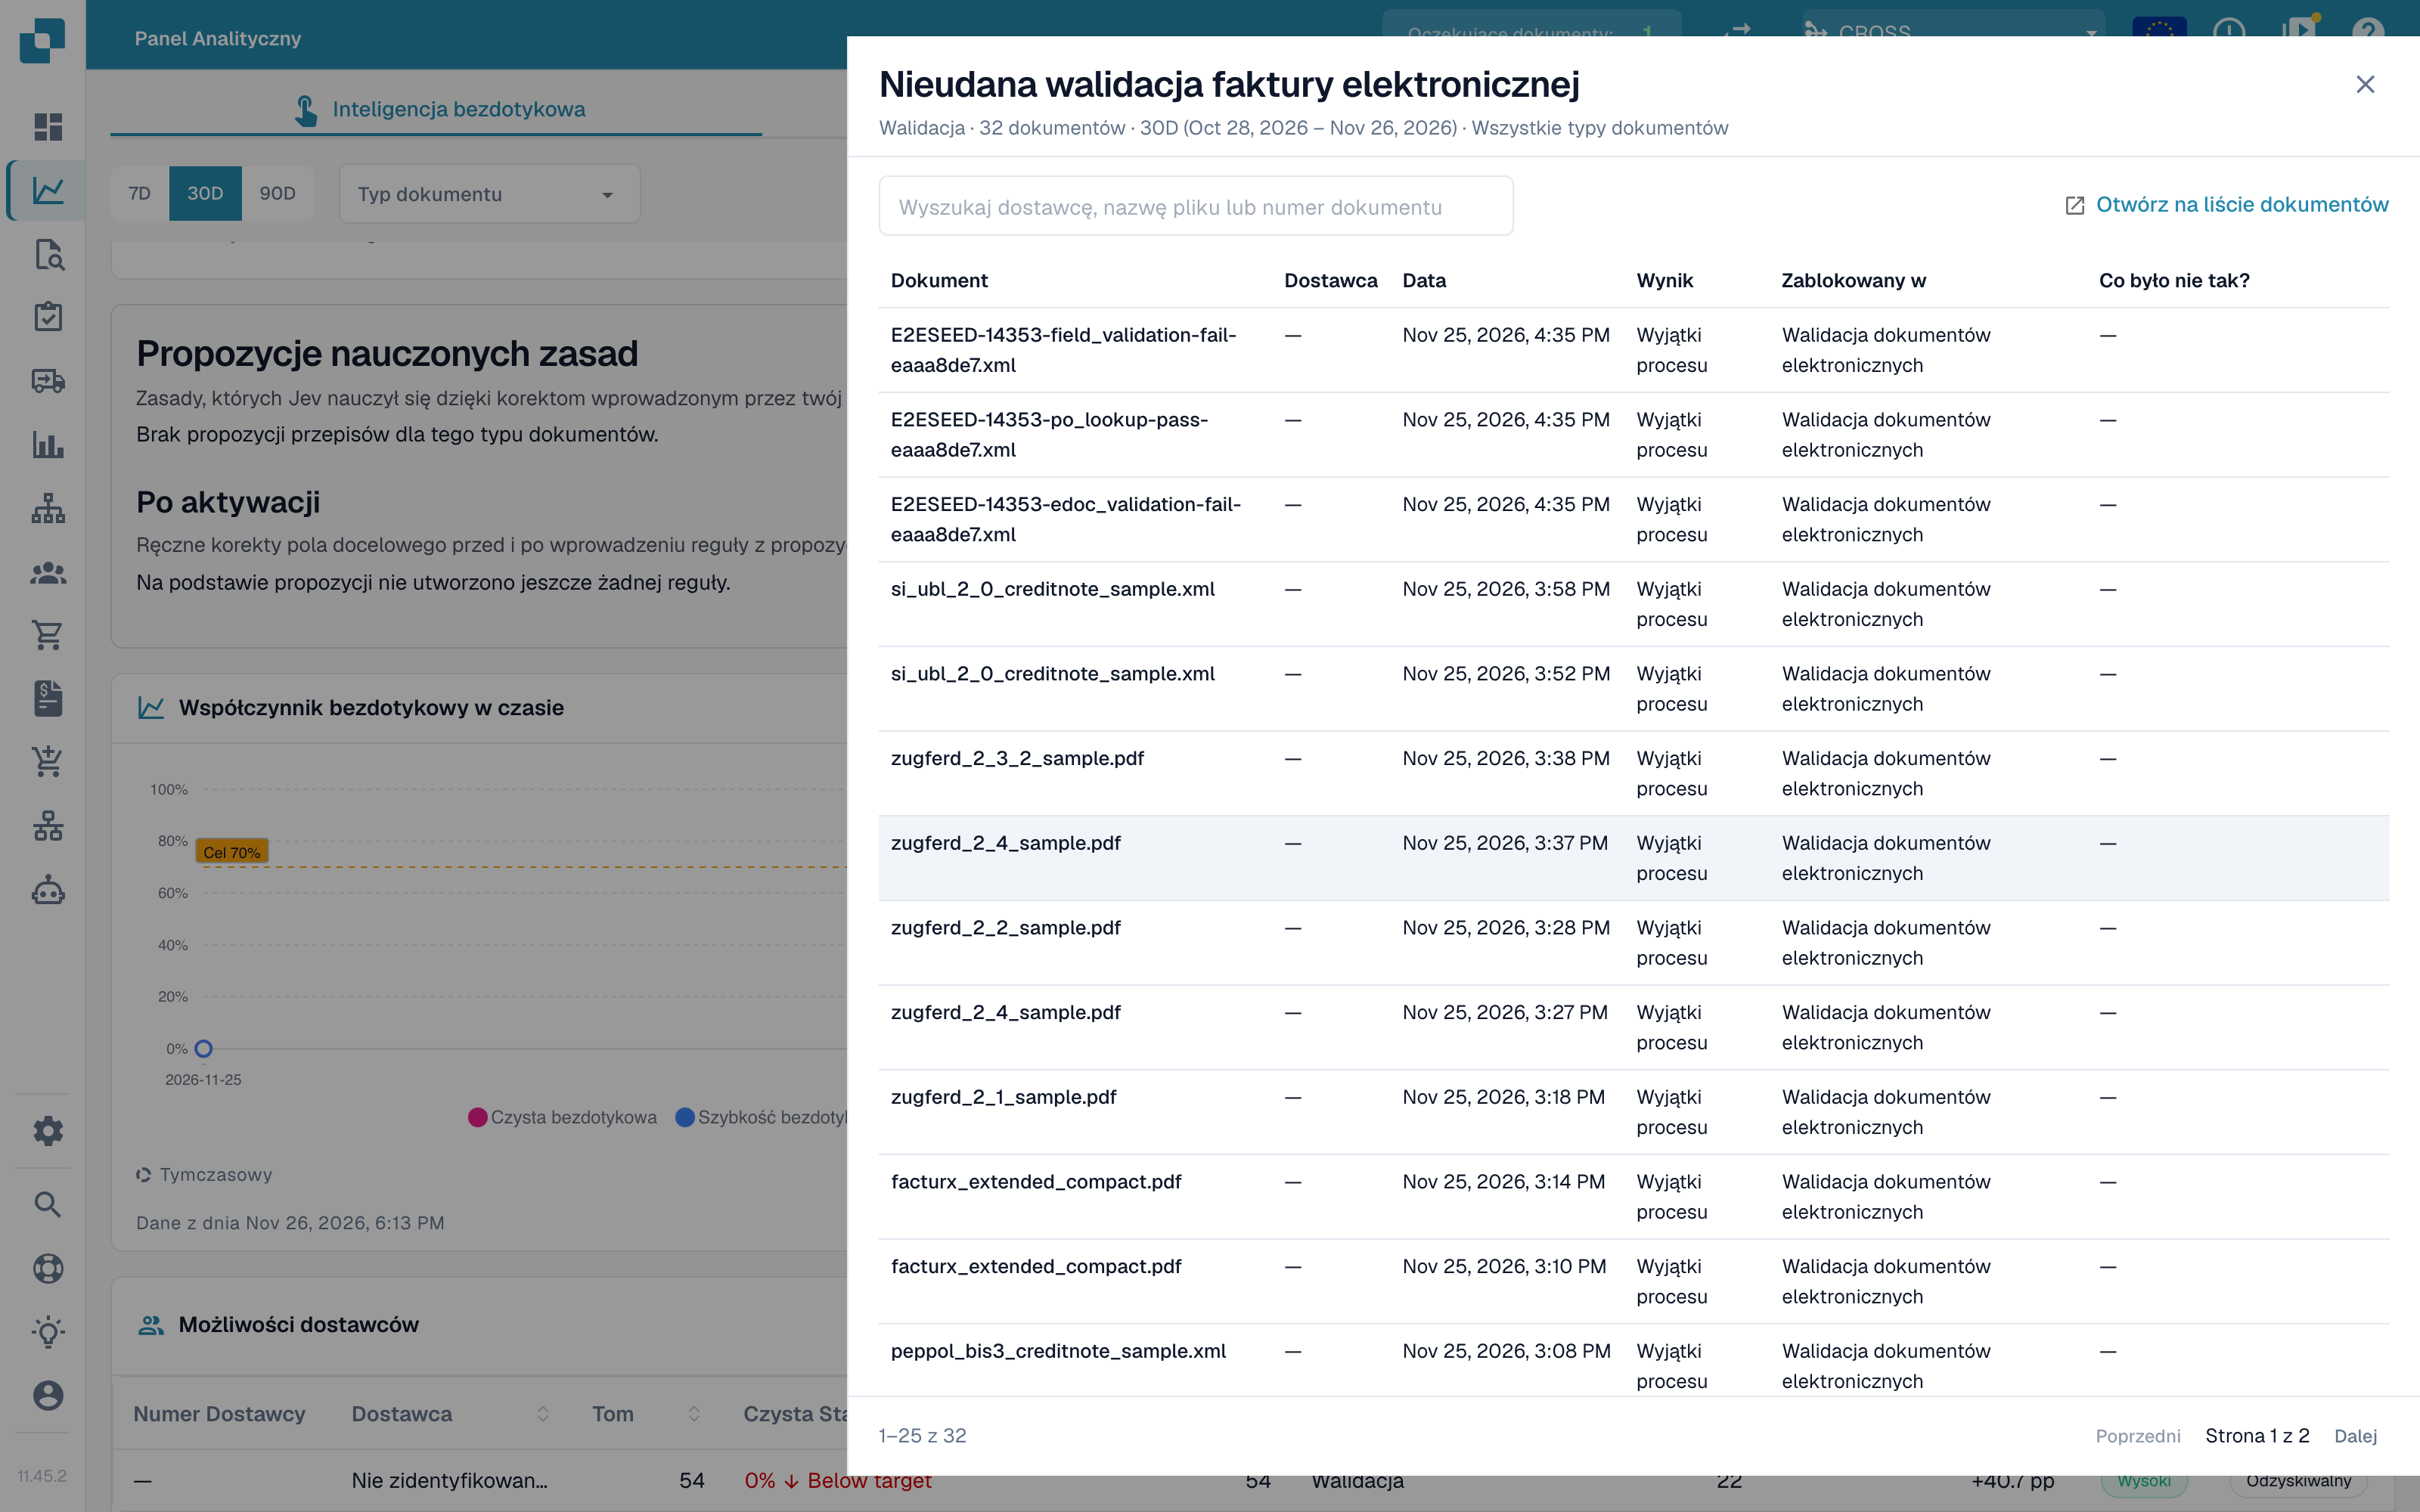 Panel Analityczny
Oczekujące dokumenty: 1
CROSS
Inteligencja bezdotykowa
7D
30D
90D
Typ dokumentu
Propozycje nauczonych zasad
Zasady, których Jev nauczył się dzięki korektom wprowadzonym przez twój
Brak propozycji przepisów dla tego typu dokumentów.
Po aktywacji
Ręczne korekty pola docelowego przed i po wprowadzeniu reguły z propozy
Na podstawie propozycji nie utworzono jeszcze żadnej reguły.
Współczynnik bezdotykowy w czasie
100%
80%
Cel 70%
60%
40%
20%
0%
2026-11-25
Czysta bezdotykowa
Szybkość bezdotyk
Tymczasowy
Dane z dnia Nov 26, 2026, 6:13 PM
Możliwości dostawców
Numer Dostawcy
Dostawca
Tom
Czysta Sta
—
Nie zidentyfikowan...
54
0% ↓ Below target
54
Walidacja
22
+40.7 pp
Wysoki
Odzyskiwalny
11.45.2
Nieudana walidacja faktury elektronicznej
Walidacja · 32 dokumentów · 30D (Oct 28, 2026 – Nov 26, 2026) · Wszystkie typy dokumentów
Wyszukaj dostawcę, nazwę pliku lub numer dokumentu
Otwórz na liście dokumentów
Dokument Dostawca Data Wynik Zablokowany w Co było nie tak?
E2ESEED-14353-field_validation-fail- — Nov 25, 2026, 4:35 PM Wyjątki Walidacja dokumentów —
eaaa8de7.xml procesu elektronicznych
E2ESEED-14353-po_lookup-pass- — Nov 25, 2026, 4:35 PM Wyjątki Walidacja dokumentów —
eaaa8de7.xml procesu elektronicznych
E2ESEED-14353-edoc_validation-fail- — Nov 25, 2026, 4:35 PM Wyjątki Walidacja dokumentów —
eaaa8de7.xml procesu elektronicznych
si_ubl_2_0_creditnote_sample.xml — Nov 25, 2026, 3:58 PM Wyjątki Walidacja dokumentów —
procesu elektronicznych
si_ubl_2_0_creditnote_sample.xml — Nov 25, 2026, 3:52 PM Wyjątki Walidacja dokumentów —
procesu elektronicznych
zugferd_2_3_2_sample.pdf — Nov 25, 2026, 3:38 PM Wyjątki Walidacja dokumentów —
procesu elektronicznych
zugferd_2_4_sample.pdf — Nov 25, 2026, 3:37 PM Wyjątki Walidacja dokumentów —
procesu elektronicznych
zugferd_2_2_sample.pdf — Nov 25, 2026, 3:28 PM Wyjątki Walidacja dokumentów —
procesu elektronicznych
zugferd_2_4_sample.pdf — Nov 25, 2026, 3:27 PM Wyjątki Walidacja dokumentów —
procesu elektronicznych
zugferd_2_1_sample.pdf — Nov 25, 2026, 3:18 PM Wyjątki Walidacja dokumentów —
procesu elektronicznych
facturx_extended_compact.pdf — Nov 25, 2026, 3:14 PM Wyjątki Walidacja dokumentów —
procesu elektronicznych
facturx_extended_compact.pdf — Nov 25, 2026, 3:10 PM Wyjątki Walidacja dokumentów —
procesu elektronicznych
peppol_bis3_creditnote_sample.xml — Nov 25, 2026, 3:08 PM Wyjątki Walidacja dokumentów —
procesu elektronicznych
1–25 z 32
Poprzedni
Strona 1 z 2
Dalej